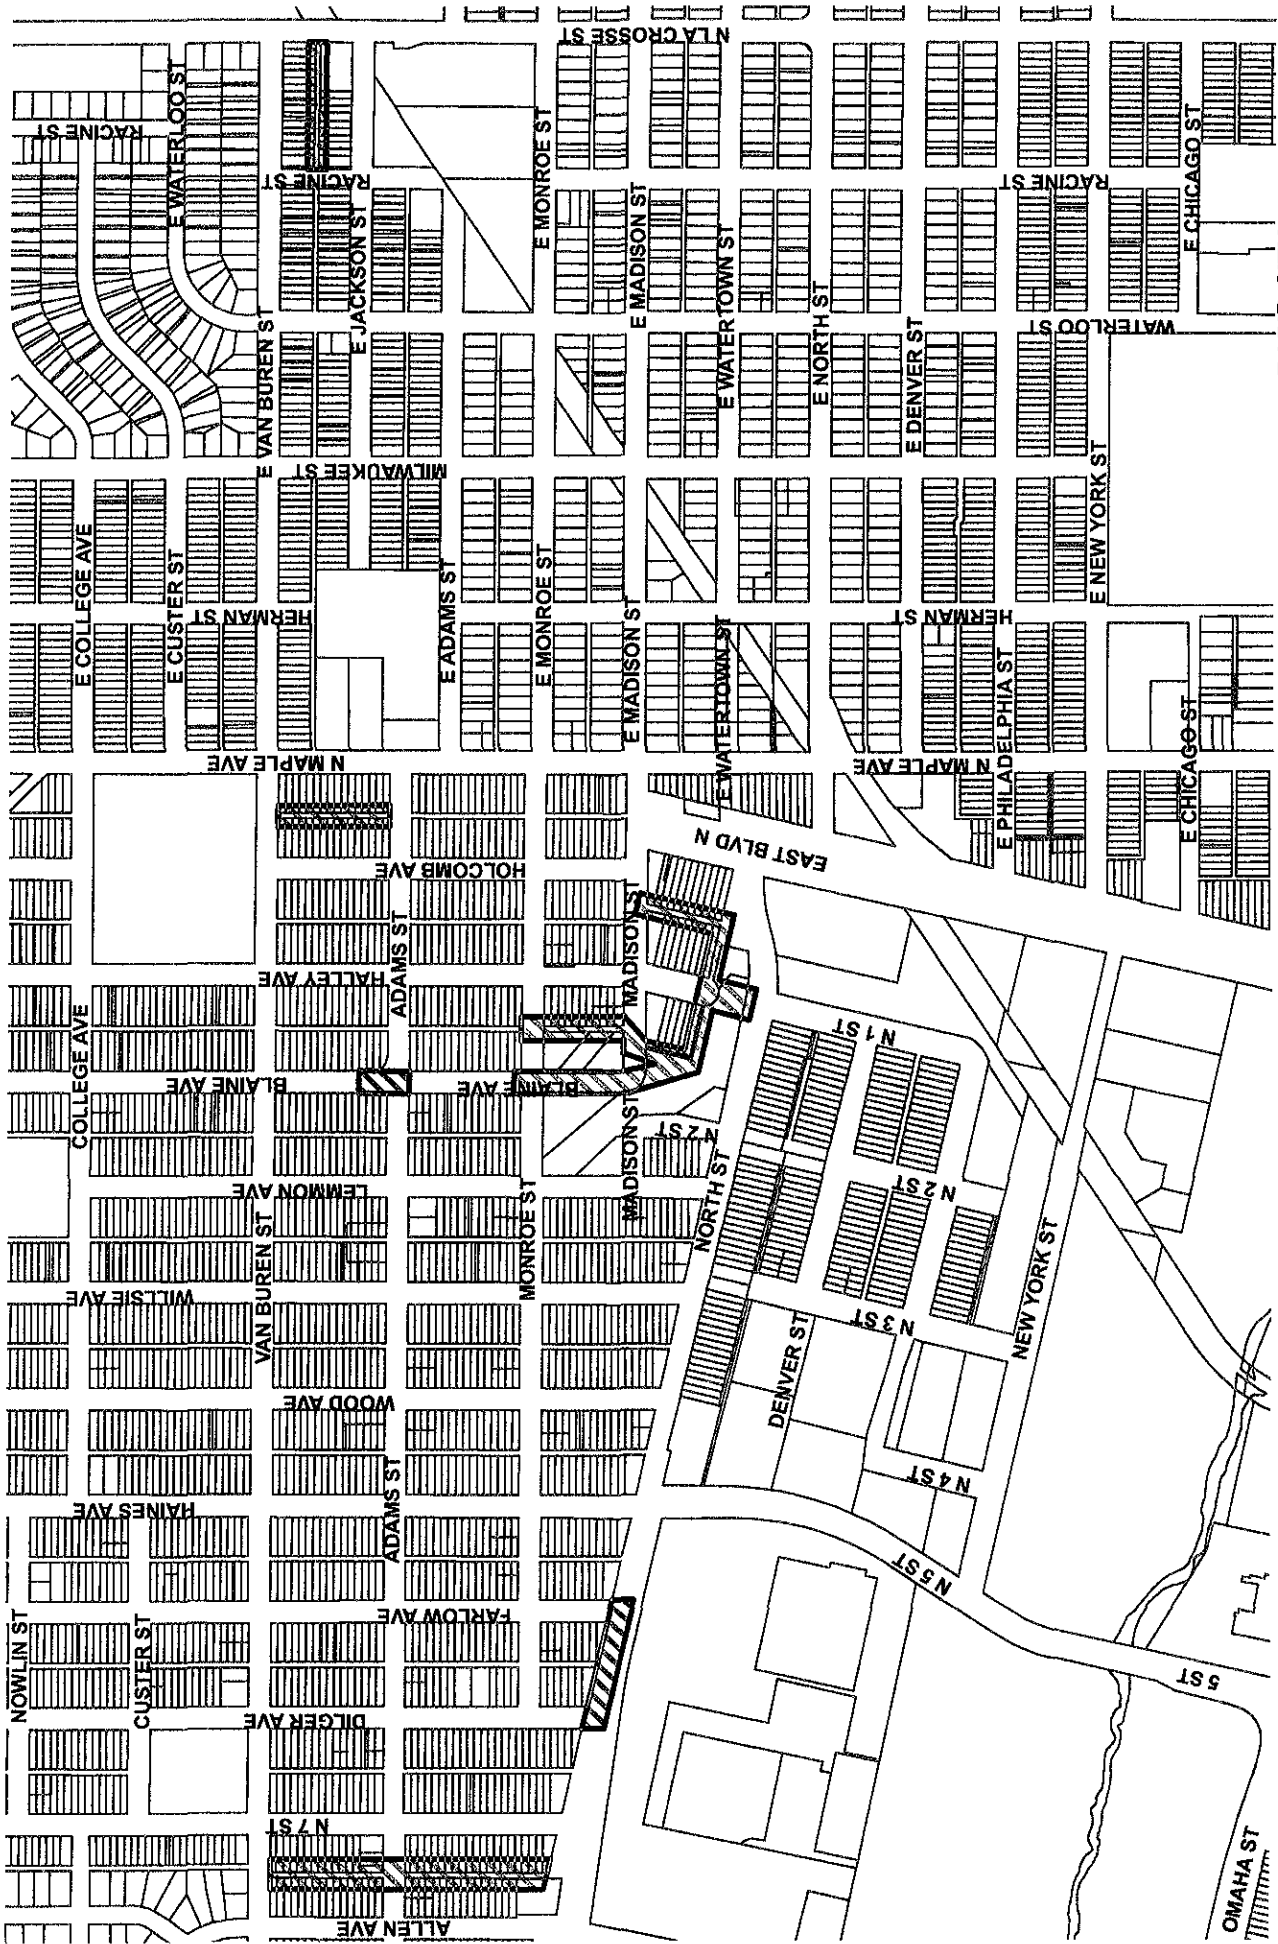 N LA CROSSE ST
E WATERLOO ST
RACINE ST
RACINE ST
RACINE ST
E MONROE ST
E CHICAGO ST
E JACKSON ST
E MADISON ST
E WATERTOWN ST
E NORTH ST
WATERLOO ST
E VAN BUREN ST
E DENVER ST
MILWAUKEE ST
E NEW YORK ST
E COLLEGE AVE
E CUSTER ST
HERMAN ST
E ADAMS ST
E MONROE ST
E MADISON ST
HERMAN ST
E WATERTOWN ST
E PHILADELPHIA ST
E CHICAGO ST
N MAPLE AVE
N MAPLE AVE
EAST BLVD N
HOLCOMB AVE
ADAMS ST
MADISON ST
HALLEY AVE
COLLEGE AVE
N 1 ST
BLAINE AVE
BLAINE AVE
BLAINE AVE
MADISON ST
N 2 ST
NORTH ST
LEMMON AVE
N 2 ST
MONROE ST
VAN BUREN ST
WILLSIE AVE
NEW YORK ST
N 3 ST
DENVER ST
WOOD AVE
ADAMS ST
N 4 ST
HAINES AVE
N 5 ST
FARLOW AVE
NOWLIN ST
CUSTER ST
5 ST
DILGER AVE
N 7 ST
ALLEN AVE
OMAHA ST